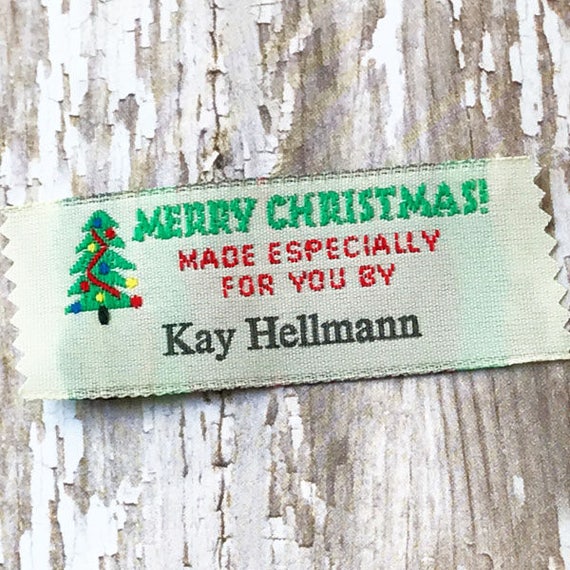 MERRY CHRISTMAS!
MADE ESPECIALLY
FOR YOU BY
Kay Hellmann